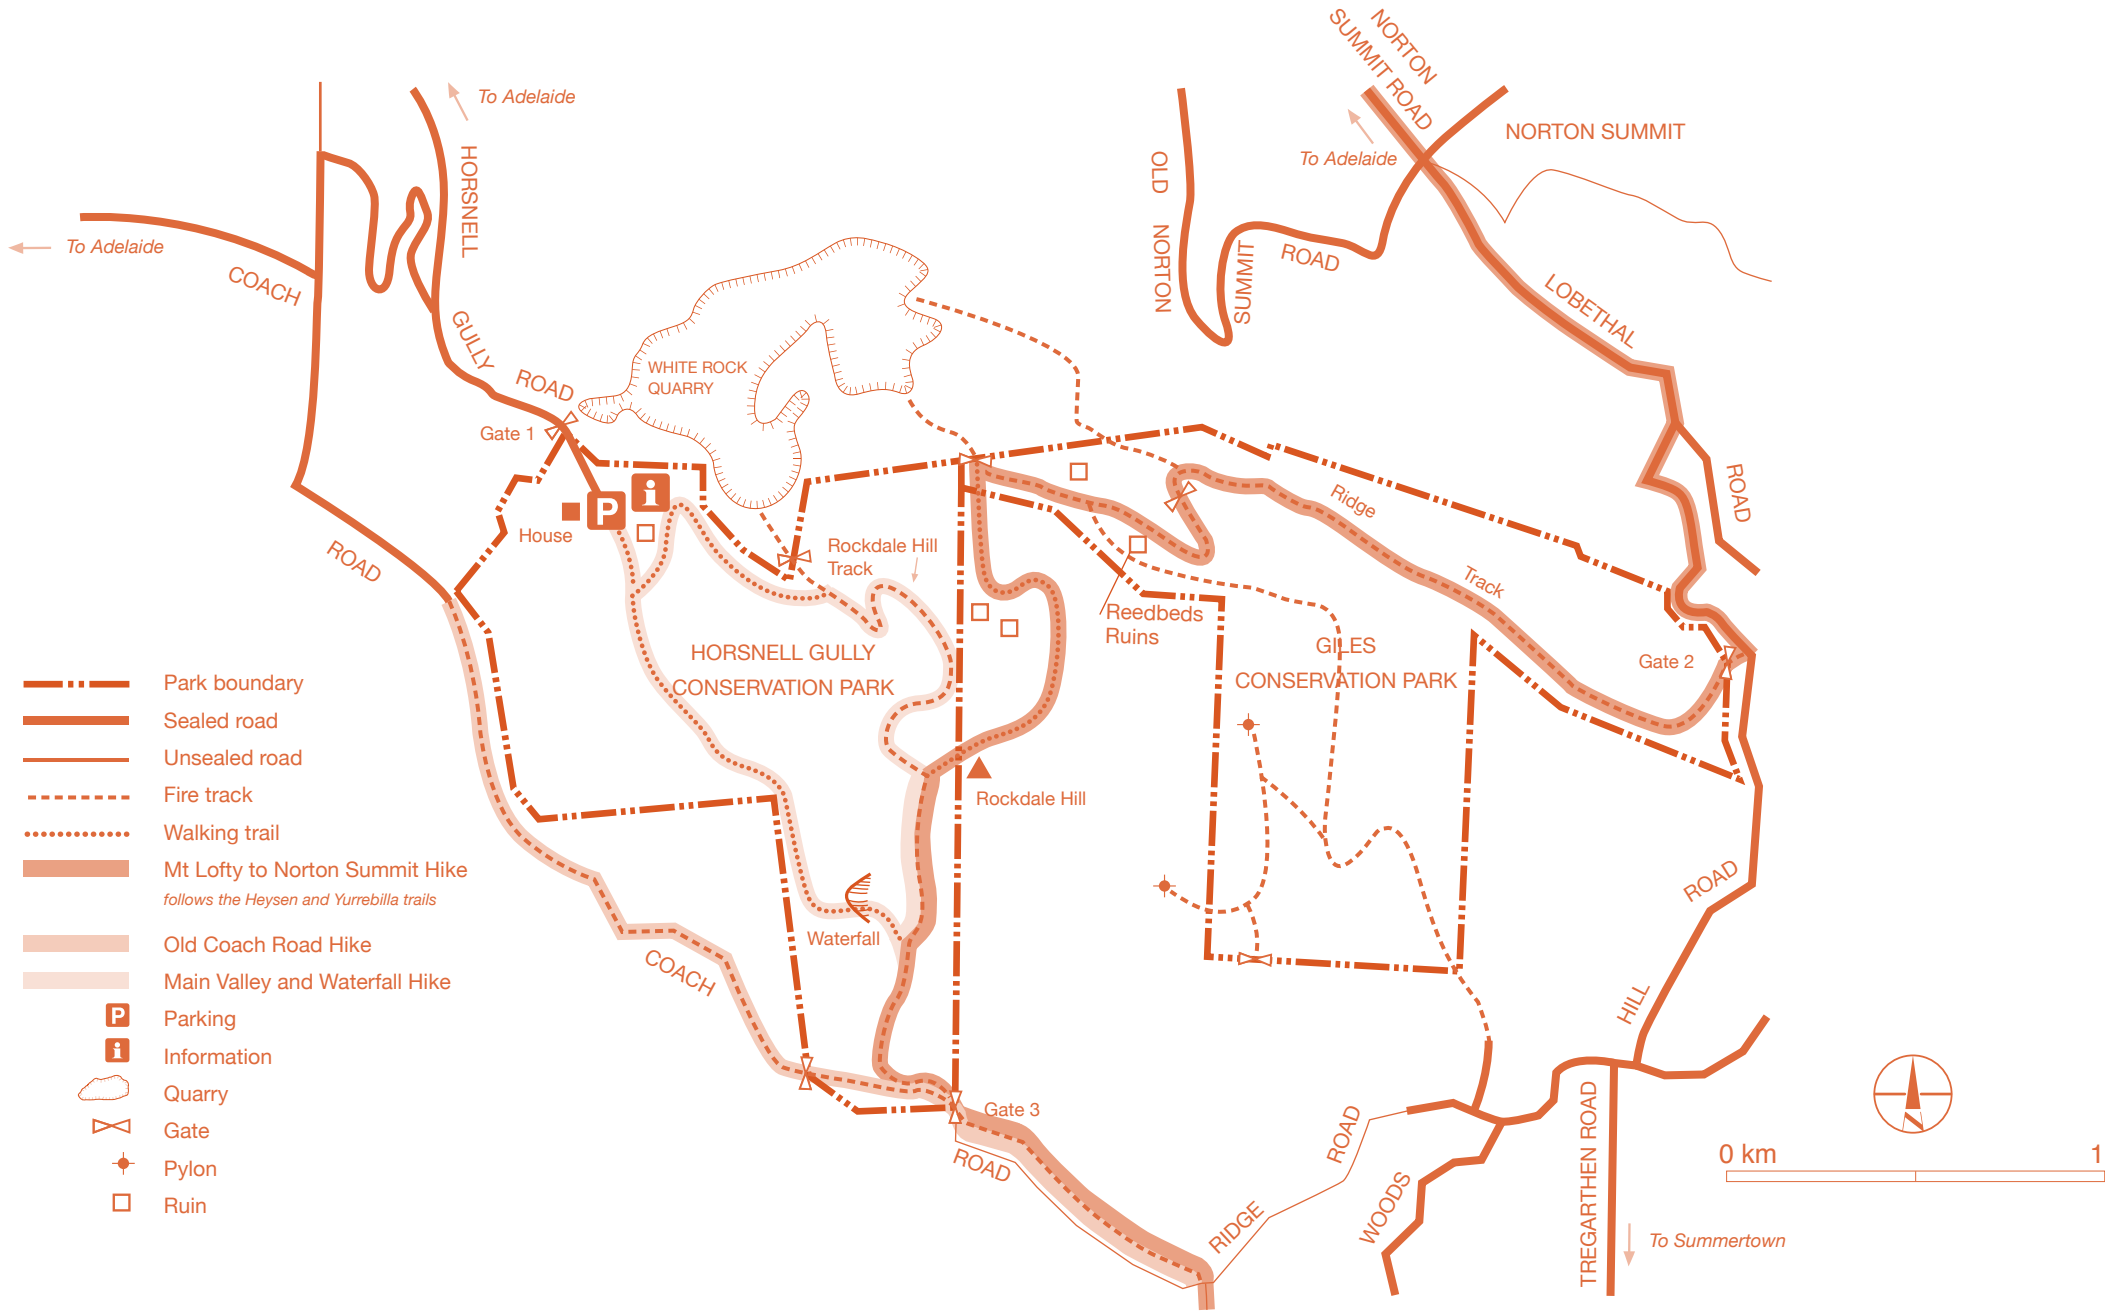 NORTON
SUMMIT ROAD
To Adelaide
NORTON SUMMIT
To Adelaide
HORSNELL
GULLY
ROAD
OLD
NORTON
SUMMIT
ROAD
To Adelaide
COACH
ROAD
LOBETHAL
ROAD
WHITE ROCK
QUARRY
Gate 1
House
P
i
Rockdale Hill
Track
Ridge
Track
Reedbeds
Ruins
HORSNELL GULLY
CONSERVATION PARK
GILES
CONSERVATION PARK
Gate 2
Rockdale Hill
Waterfall
COACH
ROAD
Gate 3
RIDGE
ROAD
WOODS
HILL
ROAD
TREGARTHEN ROAD
To Summertown
Park boundary
Sealed road
Unsealed road
Fire track
Walking trail
Mt Lofty to Norton Summit Hike
follows the Heysen and Yurrebilla trails
Old Coach Road Hike
Main Valley and Waterfall Hike
P Parking
i Information
Quarry
Gate
Pylon
Ruin
N
0 km 1